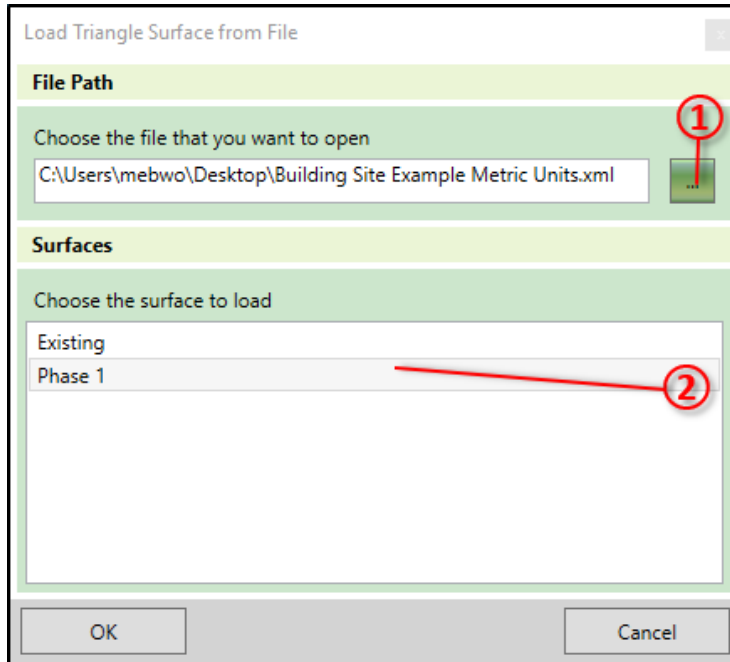 Load Triangle Surface from File
x
File Path
1
Choose the file that you want to open
C:\Users\mebwo\Desktop\Building Site Example Metric Units.xml
...
Surfaces
Choose the surface to load
Existing
Phase 1
2
OK
Cancel